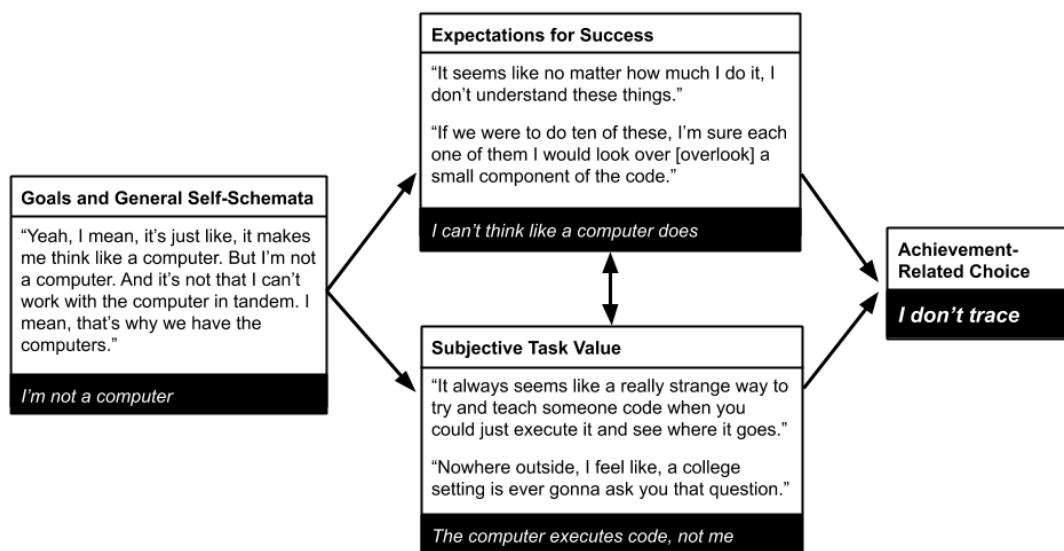 Expectations for Success
“It seems like no matter how much I do it, I
don’t understand these things.”
“If we were to do ten of these, I’m sure each
one of them I would look over [overlook] a
small component of the code.”
I can’t think like a computer does
Goals and General Self-Schemata
“Yeah, I mean, it’s just like, it makes
me think like a computer. But I’m not
a computer. And it’s not that I can’t
work with the computer in tandem. I
mean, that’s why we have the
computers.”
I’m not a computer
Subjective Task Value
“It always seems like a really strange way to
try and teach someone code when you
could just execute it and see where it goes.”
“Nowhere outside, I feel like, a college
setting is ever gonna ask you that question.”
The computer executes code, not me
Achievement-
Related Choice
I don’t trace